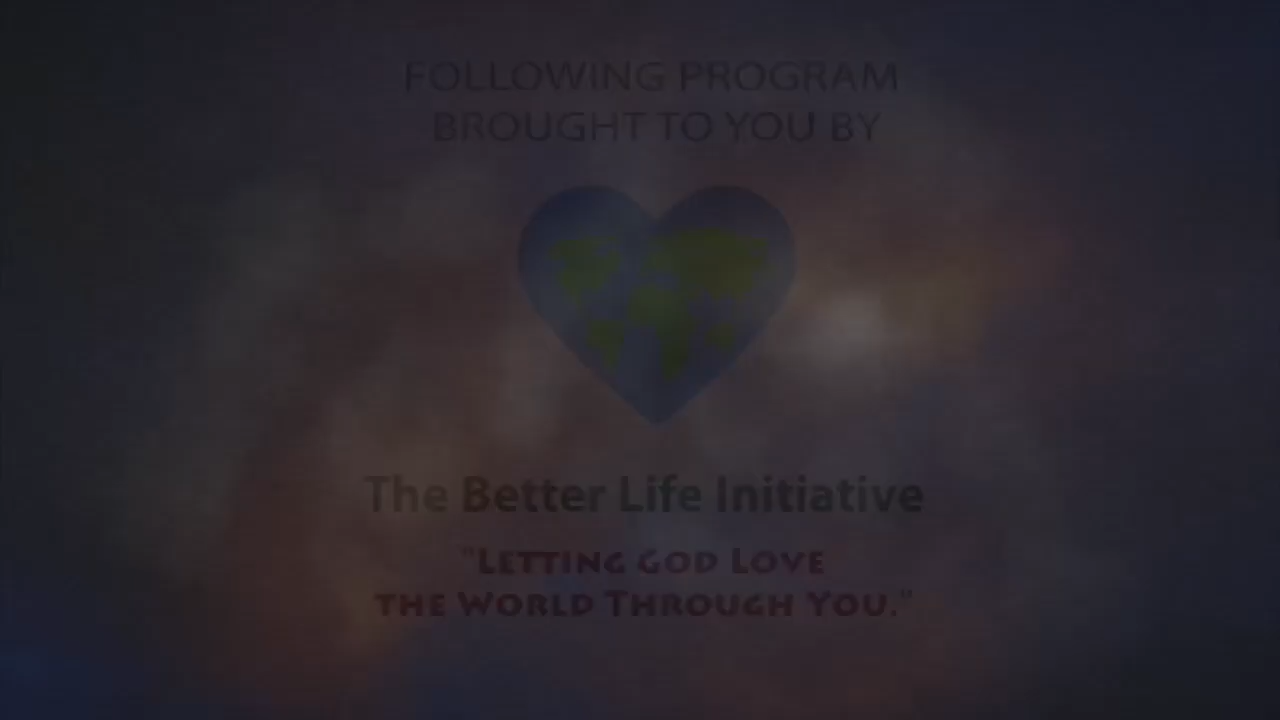 FOLLOWING PROGRAM
BROUGHT TO YOU BY
The Better Life Initiative
"LETTING GOD LOVE
THE WORLD THROUGH YOU."